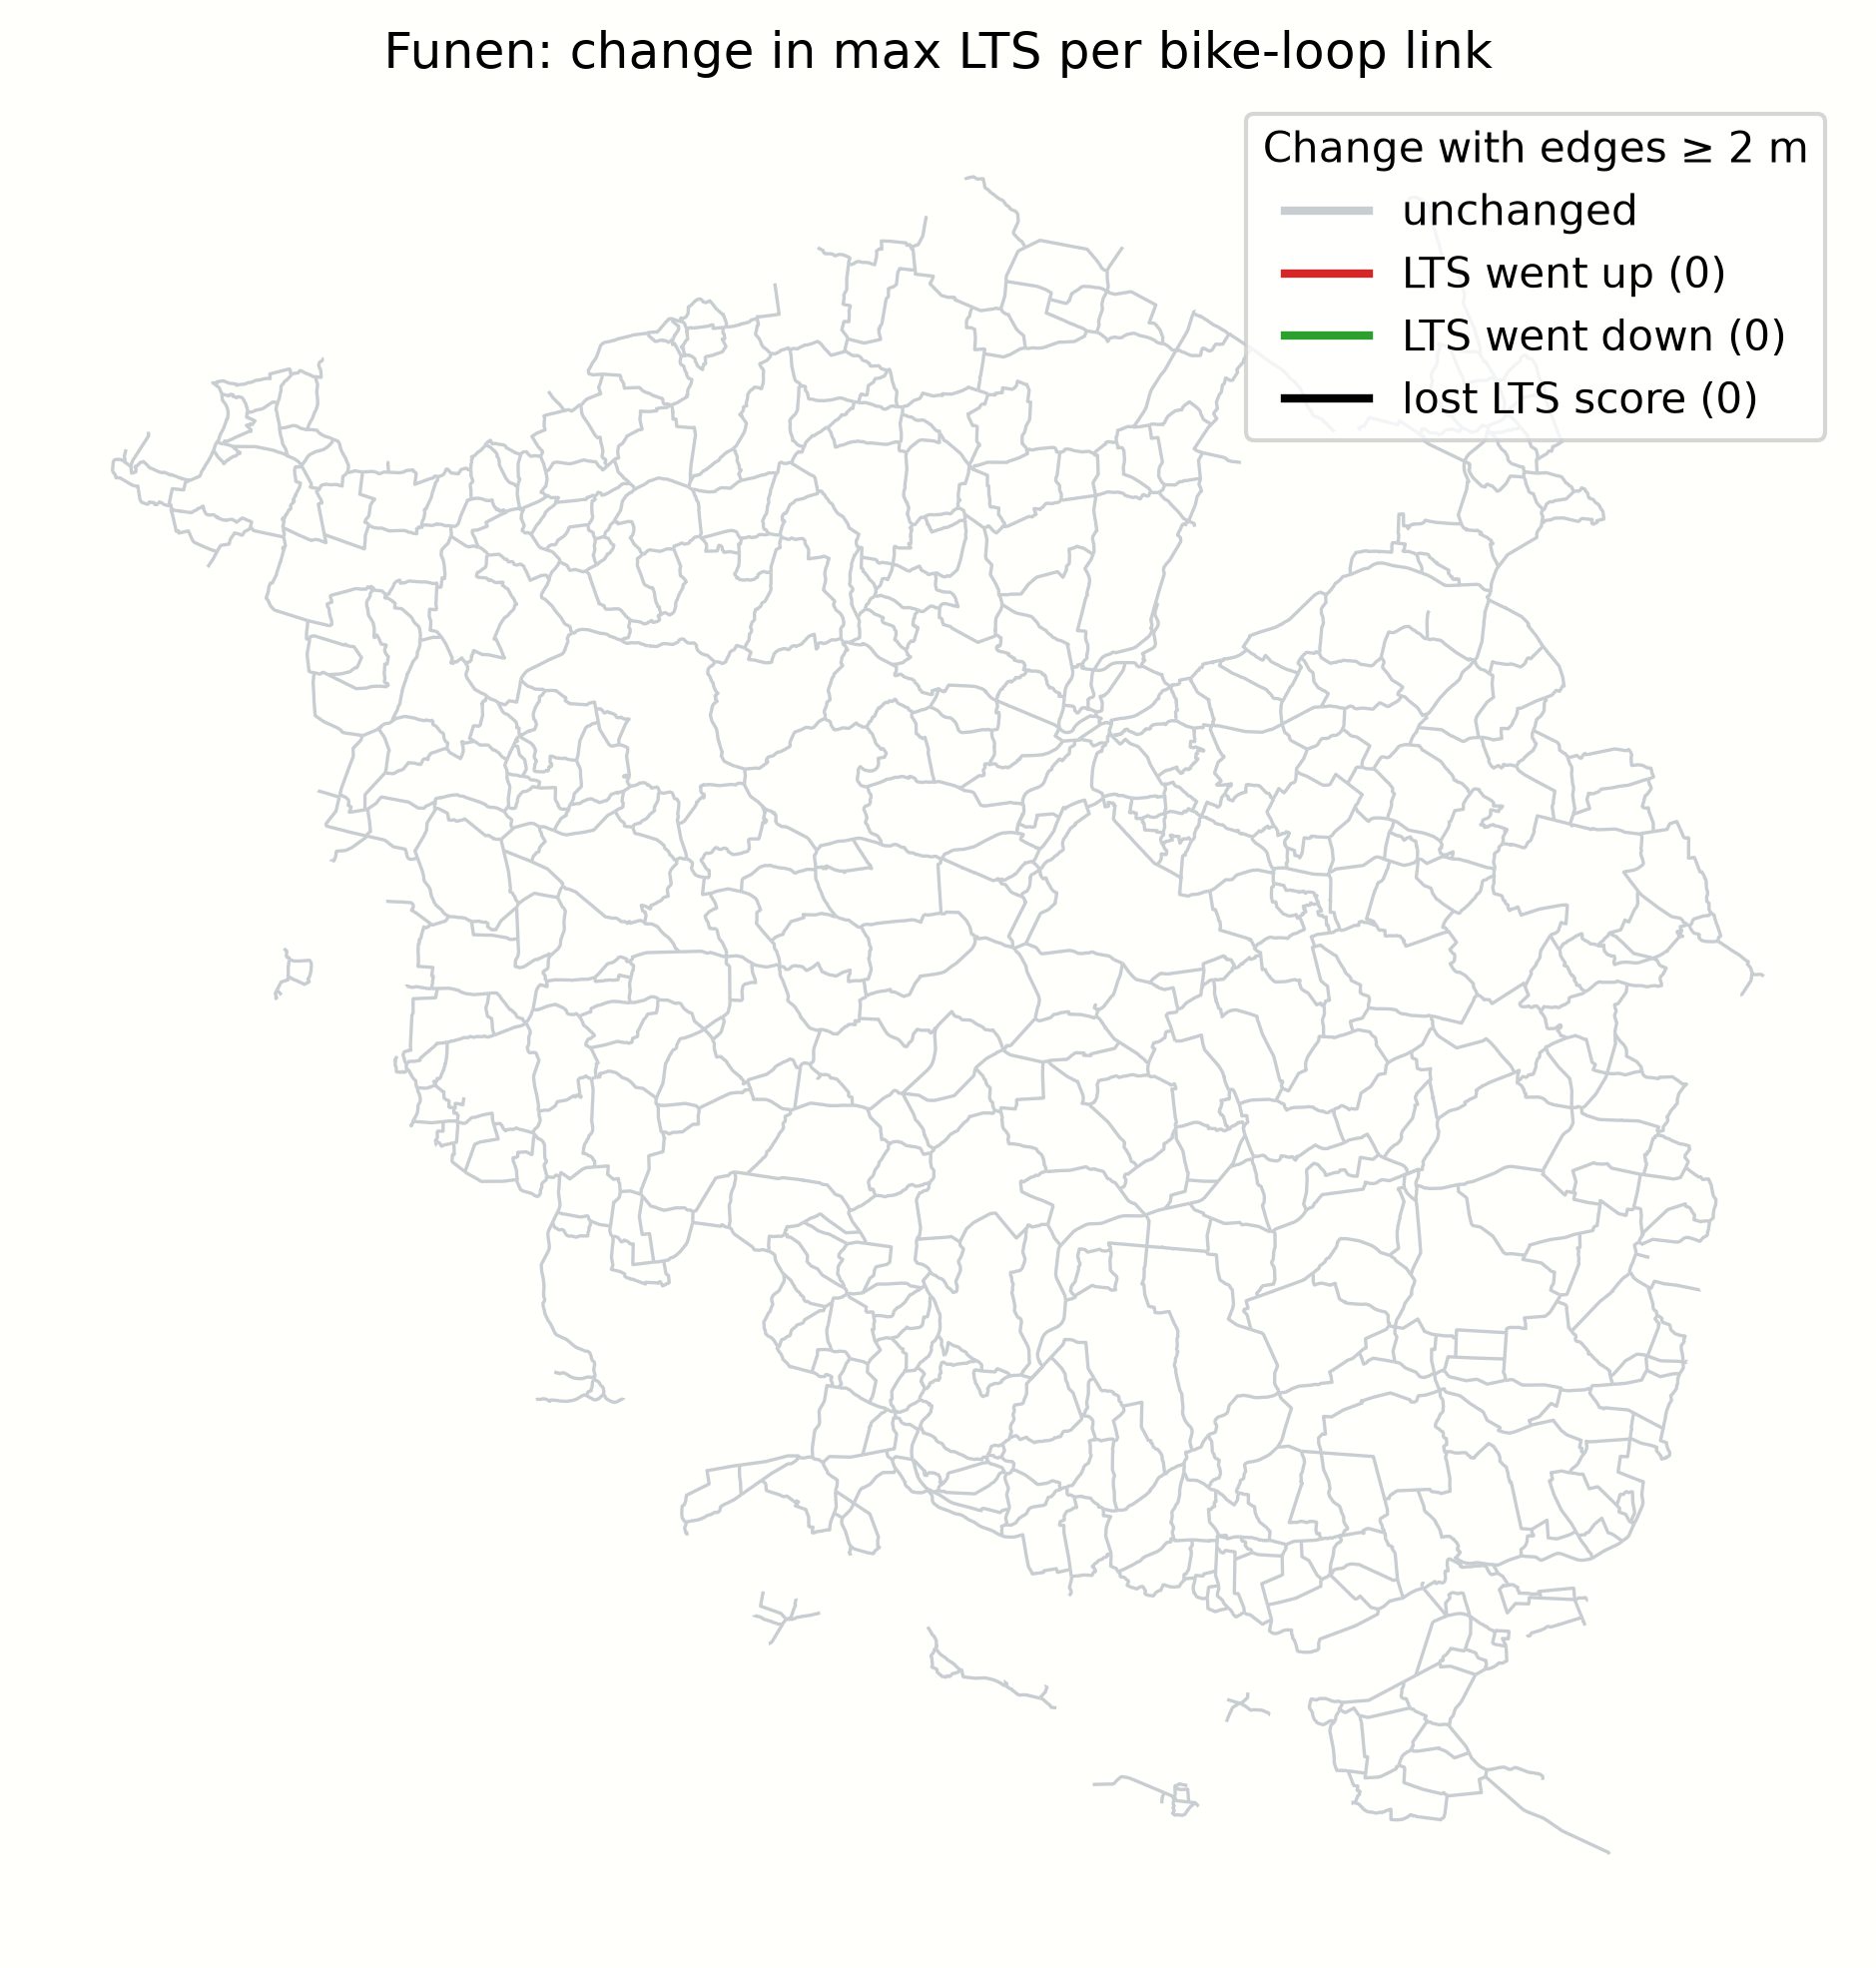 Funen: change in max LTS per bike-loop link
Change with edges ≥ 2 m
unchanged
LTS went up (0)
LTS went down (0)
lost LTS score (0)